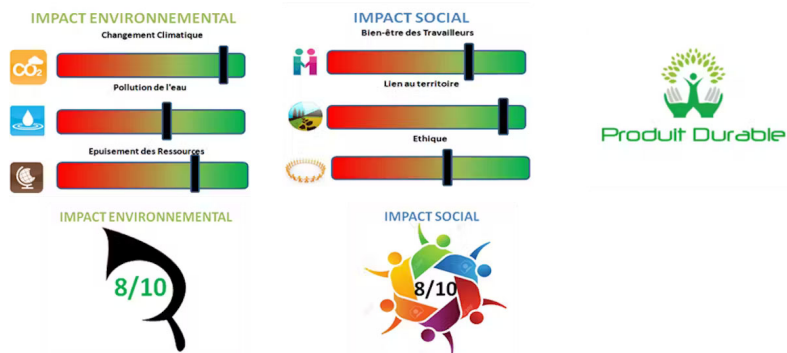 IMPACT ENVIRONNEMENTAL
Changement Climatique
CO2
Pollution de l'eau
Epuisement des Ressources
IMPACT SOCIAL
Bien-être des Travailleurs
Lien au territoire
Ethique
Produit Durable
IMPACT ENVIRONNEMENTAL
8/10
IMPACT SOCIAL
8/10